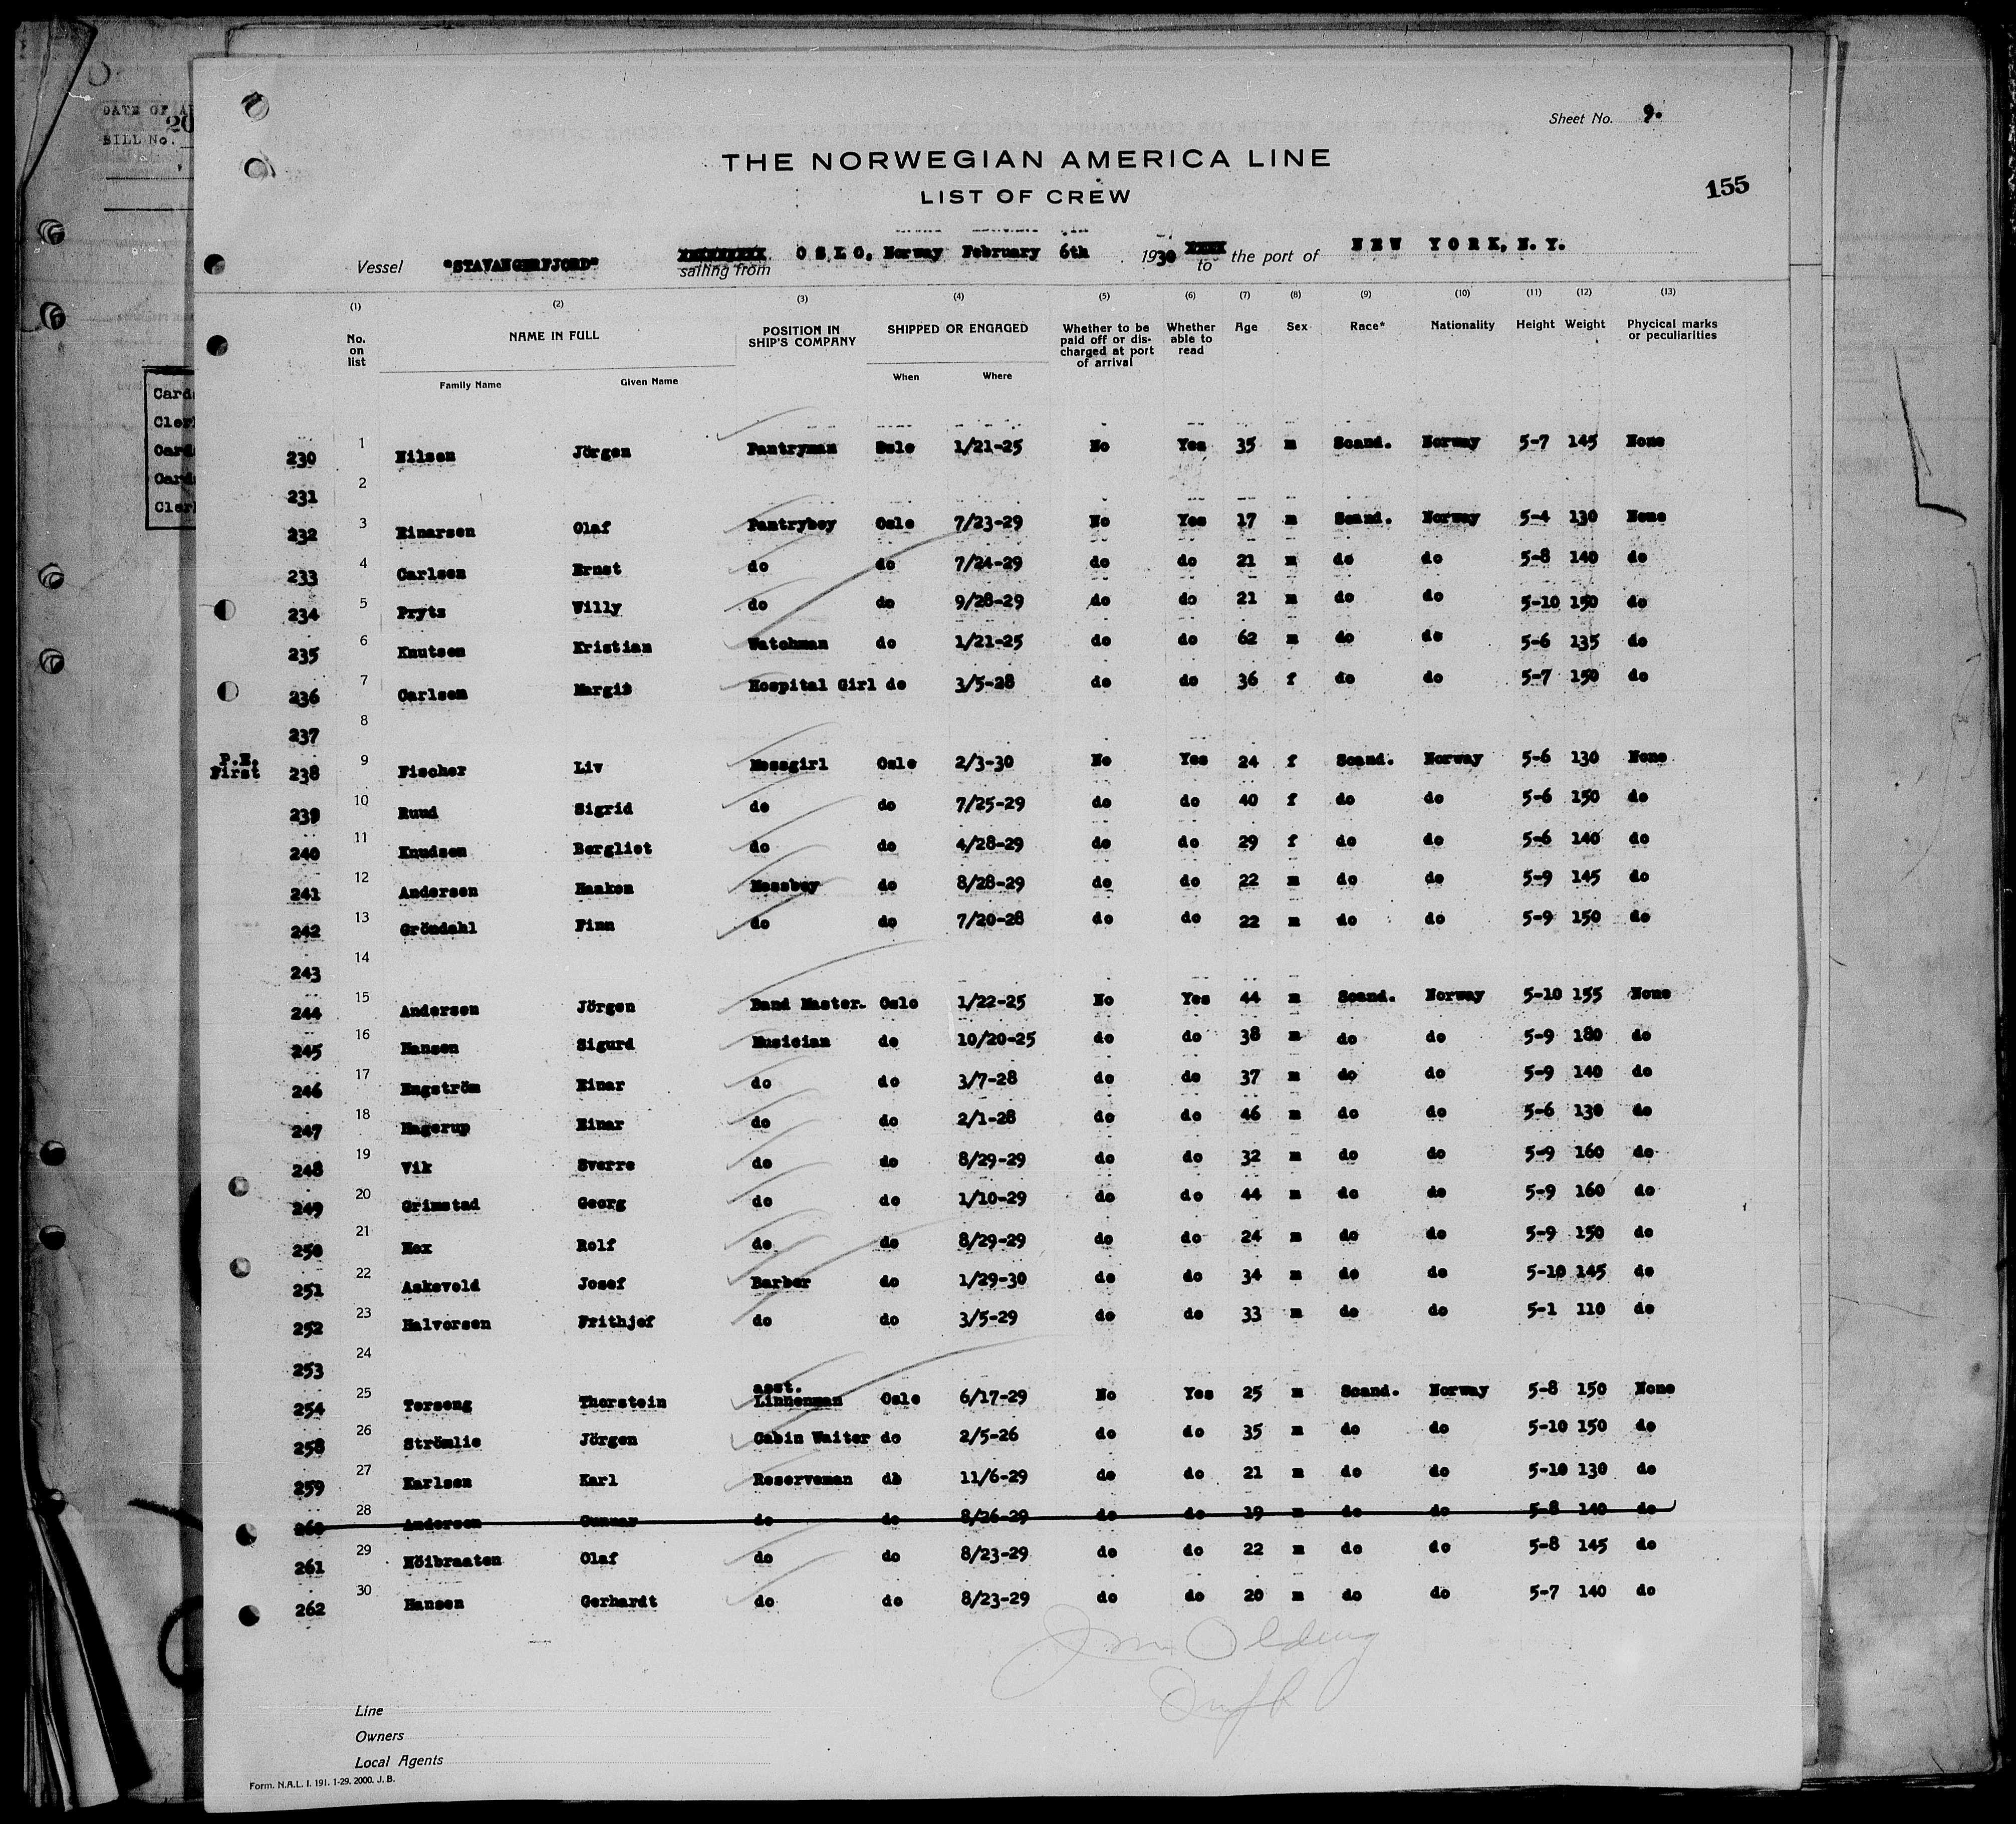 DATE OF A
20
BILL No.
Card
Cler
Card
Card
Cler
Sheet No. 9.
THE NORWEGIAN AMERICA LINE
155
LIST OF CREW
Vessel "STAVANGERFJORD" XXXXXXXXX sailing from OSLO, Norway February 6th 1930 XXXX to the port of NEW YORK, N. Y.
(1) (2) (3) (4) (5) (6) (7) (8) (9) (10) (11) (12) (13)
No. on list NAME IN FULL POSITION IN SHIP'S COMPANY SHIPPED OR ENGAGED Whether to be paid off or discharged at port of arrival Whether able to read Age Sex Race* Nationality Height Weight Phycical marks or peculiarities
Family Name Given Name When Where
230 1 Nilsen Jörgen Pantryman Oslo 1/21-25 No Yes 35 m Scand. Norway 5-7 145 None
231 2
232 3 Einarsen Olaf Pantryboy Oslo 7/23-29 No Yes 17 m Scand. Norway 5-4 130 None
233 4 Carlsen Ernst do do 7/24-29 do do 21 m do do 5-8 140 do
234 5 Prytz Willy do do 9/28-29 do do 21 m do do 5-10 150 do
235 6 Knutsen Kristian Watchman do 1/21-25 do do 62 m do do 5-6 135 do
236 7 Carlsen Margit Hospital Girl do 3/5-28 do do 36 f do do 5-7 150 do
237 8
P.E. First 238 9 Fischer Liv Messgirl Oslo 2/3-30 No Yes 24 f Scand. Norway 5-6 130 None
239 10 Ruud Sigrid do do 7/25-29 do do 40 f do do 5-6 150 do
240 11 Knudsen Bergliot do do 4/28-29 do do 29 f do do 5-6 140 do
241 12 Andersen Haakon Messboy do 8/28-29 do do 22 m do do 5-9 145 do
242 13 Gröndahl Finn do do 7/20-28 do do 22 m do do 5-9 150 do
243 14
244 15 Andersen Jörgen Band Master. Oslo 1/22-25 No Yes 44 m Scand. Norway 5-10 155 None
245 16 Hansen Sigurd Musician do 10/20-25 do do 38 m do do 5-9 180 do
246 17 Engström Einar do do 3/7-28 do do 37 m do do 5-9 140 do
247 18 Hagerup Einar do do 2/1-28 do do 46 m do do 5-6 130 do
248 19 Vik Sverre do do 8/29-29 do do 32 m do do 5-9 160 do
249 20 Grimstad Georg do do 1/10-29 do do 44 m do do 5-9 160 do
250 21 Hox Rolf do do 8/29-29 do do 24 m do do 5-9 150 do
251 22 Askevold Josef Barber do 1/29-30 do do 34 m do do 5-10 145 do
252 23 Halvorsen Frithjof do do 3/5-29 do do 33 m do do 5-1 110 do
253 24
254 25 Torseng Thorstein asst. Linnenman Oslo 6/17-29 No Yes 25 m Scand. Norway 5-8 150 None
258 26 Strömlie Jörgen Cabin Waiter do 2/5-26 do do 35 m do do 5-10 150 do
259 27 Karlsen Karl Reserveman do 11/6-29 do do 21 m do do 5-10 130 do
260 28 Andersen Gunnar do do 8/26-29 do do 19 m do do 5-8 140 do
261 29 Höibraaten Olaf do do 8/23-29 do do 22 m do do 5-8 145 do
262 30 Hansen Gerhardt do do 8/23-29 do do 20 m do do 5-7 140 do
Line
Owners
Local Agents
Form. N.A.L. I. 191. 1-29. 2000. J. B.